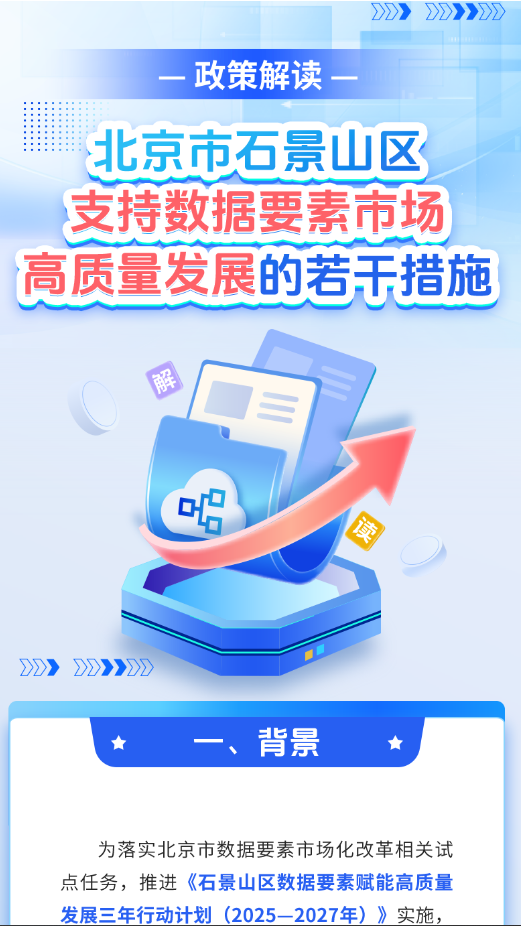 — 政策解读 —
北京市石景山区
支持数据要素市场
高质量发展的若干措施
解
读
一、背景
为落实北京市数据要素市场化改革相关试
点任务，推进《石景山区数据要素赋能高质量
发展三年行动计划（2025—2027年）》实施，